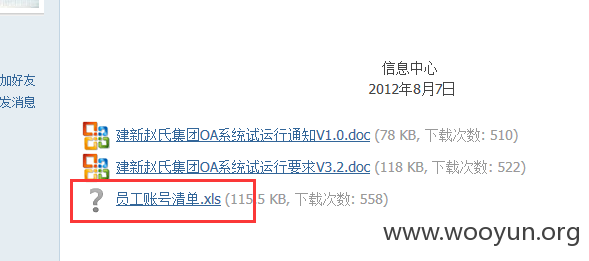 信息中心
2012年8月7日
加好友
发消息
建新赵氏集团OA系统试运行通知V1.0.doc (78 KB, 下载次数: 510)
建新赵氏集团OA系统试运行要求V3.2.doc (118 KB, 下载次数: 522)
员工账号清单.xls (115.5 KB, 下载次数: 558)
www.wooyun.org